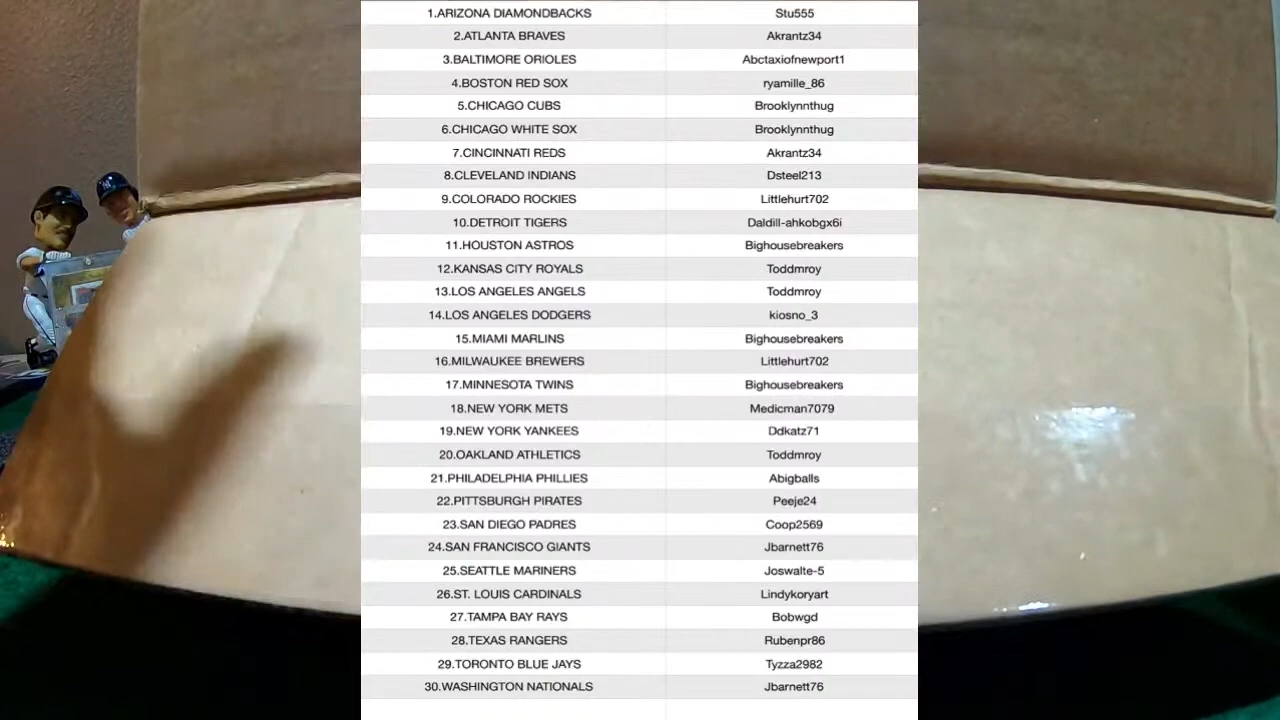 1.ARIZONA DIAMONDBACKS Stu555
2.ATLANTA BRAVES Akrantz34
3.BALTIMORE ORIOLES Abctaxiofnewport1
4.BOSTON RED SOX ryamille_86
5.CHICAGO CUBS Brooklynnthug
6.CHICAGO WHITE SOX Brooklynnthug
7.CINCINNATI REDS Akrantz34
8.CLEVELAND INDIANS Dsteel213
9.COLORADO ROCKIES Littlehurt702
10.DETROIT TIGERS Daldill-ahkobgx6i
11.HOUSTON ASTROS Bighousebreakers
12.KANSAS CITY ROYALS Toddmroy
13.LOS ANGELES ANGELS Toddmroy
14.LOS ANGELES DODGERS kiosno_3
15.MIAMI MARLINS Bighousebreakers
16.MILWAUKEE BREWERS Littlehurt702
17.MINNESOTA TWINS Bighousebreakers
18.NEW YORK METS Medicman7079
19.NEW YORK YANKEES Ddkatz71
20.OAKLAND ATHLETICS Toddmroy
21.PHILADELPHIA PHILLIES Abigballs
22.PITTSBURGH PIRATES Peeje24
23.SAN DIEGO PADRES Coop2569
24.SAN FRANCISCO GIANTS Jbarnett76
25.SEATTLE MARINERS Joswalte-5
26.ST. LOUIS CARDINALS Lindykoryart
27.TAMPA BAY RAYS Bobwgd
28.TEXAS RANGERS Rubenpr86
29.TORONTO BLUE JAYS Tyzza2982
30.WASHINGTON NATIONALS Jbarnett76